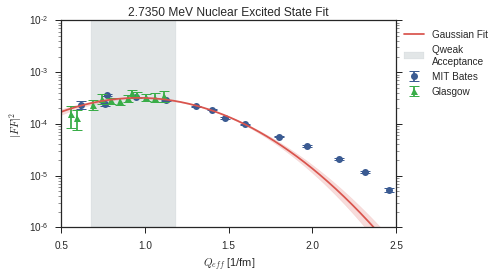 2.7350 MeV Nuclear Excited State Fit
10^-2
10^-3
10^-4
10^-5
10^-6
|FF|^2
0.5 1.0 1.5 2.0 2.5
Q_eff [1/fm]
Gaussian Fit
Qweak
Acceptance
MIT Bates
Glasgow